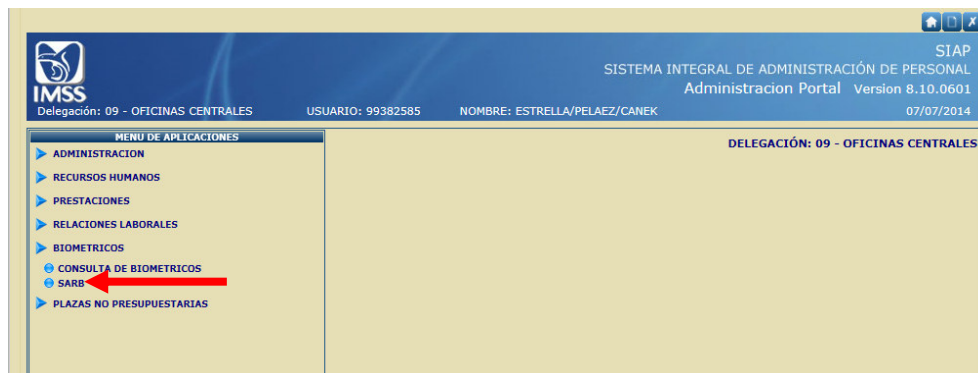 SIAP
SISTEMA INTEGRAL DE ADMINISTRACIÓN DE PERSONAL
IMSS
Administracion Portal Version 8.10.0601
Delegación: 09 - OFICINAS CENTRALES USUARIO: 99382585 NOMBRE: ESTRELLA/PELAEZ/CANEK 07/07/2014
MENU DE APLICACIONES
DELEGACIÓN: 09 - OFICINAS CENTRALES
ADMINISTRACION
RECURSOS HUMANOS
PRESTACIONES
RELACIONES LABORALES
BIOMETRICOS
CONSULTA DE BIOMETRICOS
SARB
PLAZAS NO PRESUPUESTARIAS